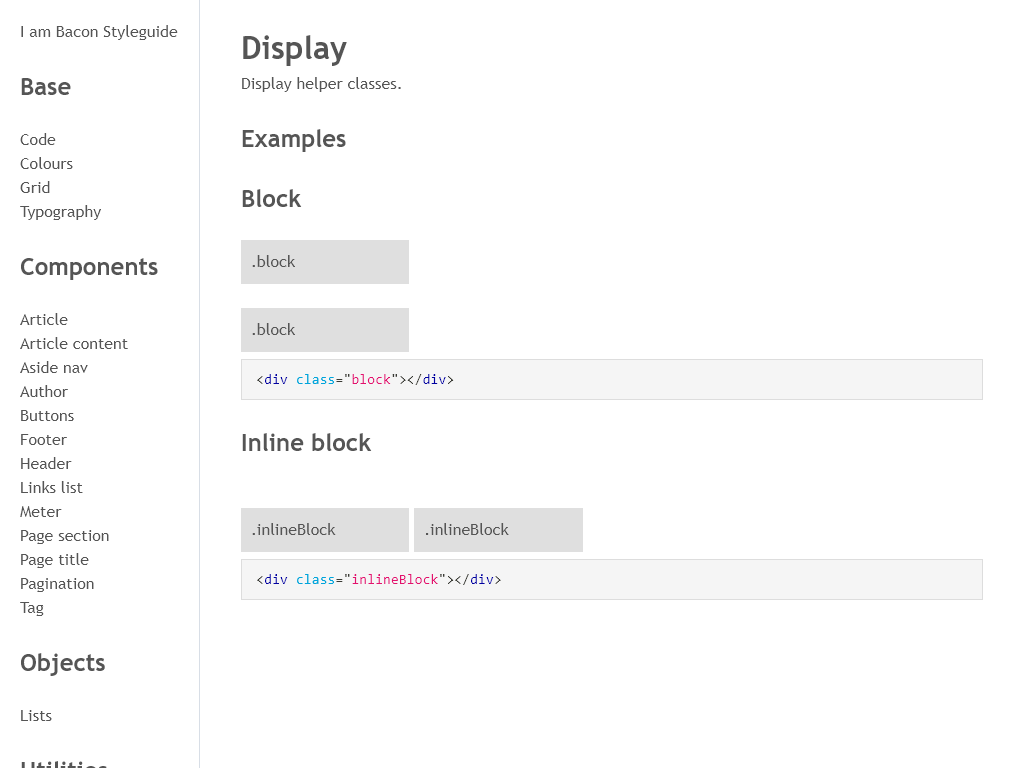 I am Bacon Styleguide
Base
Code
Colours
Grid
Typography
Components
Article
Article content
Aside nav
Author
Buttons
Footer
Header
Links list
Meter
Page section
Page title
Pagination
Tag
Objects
Lists
Utilities
Display
Display helper classes.
Examples
Block
.block
.block
<div class="block"></div>
Inline block
.inlineBlock .inlineBlock
<div class="inlineBlock"></div>